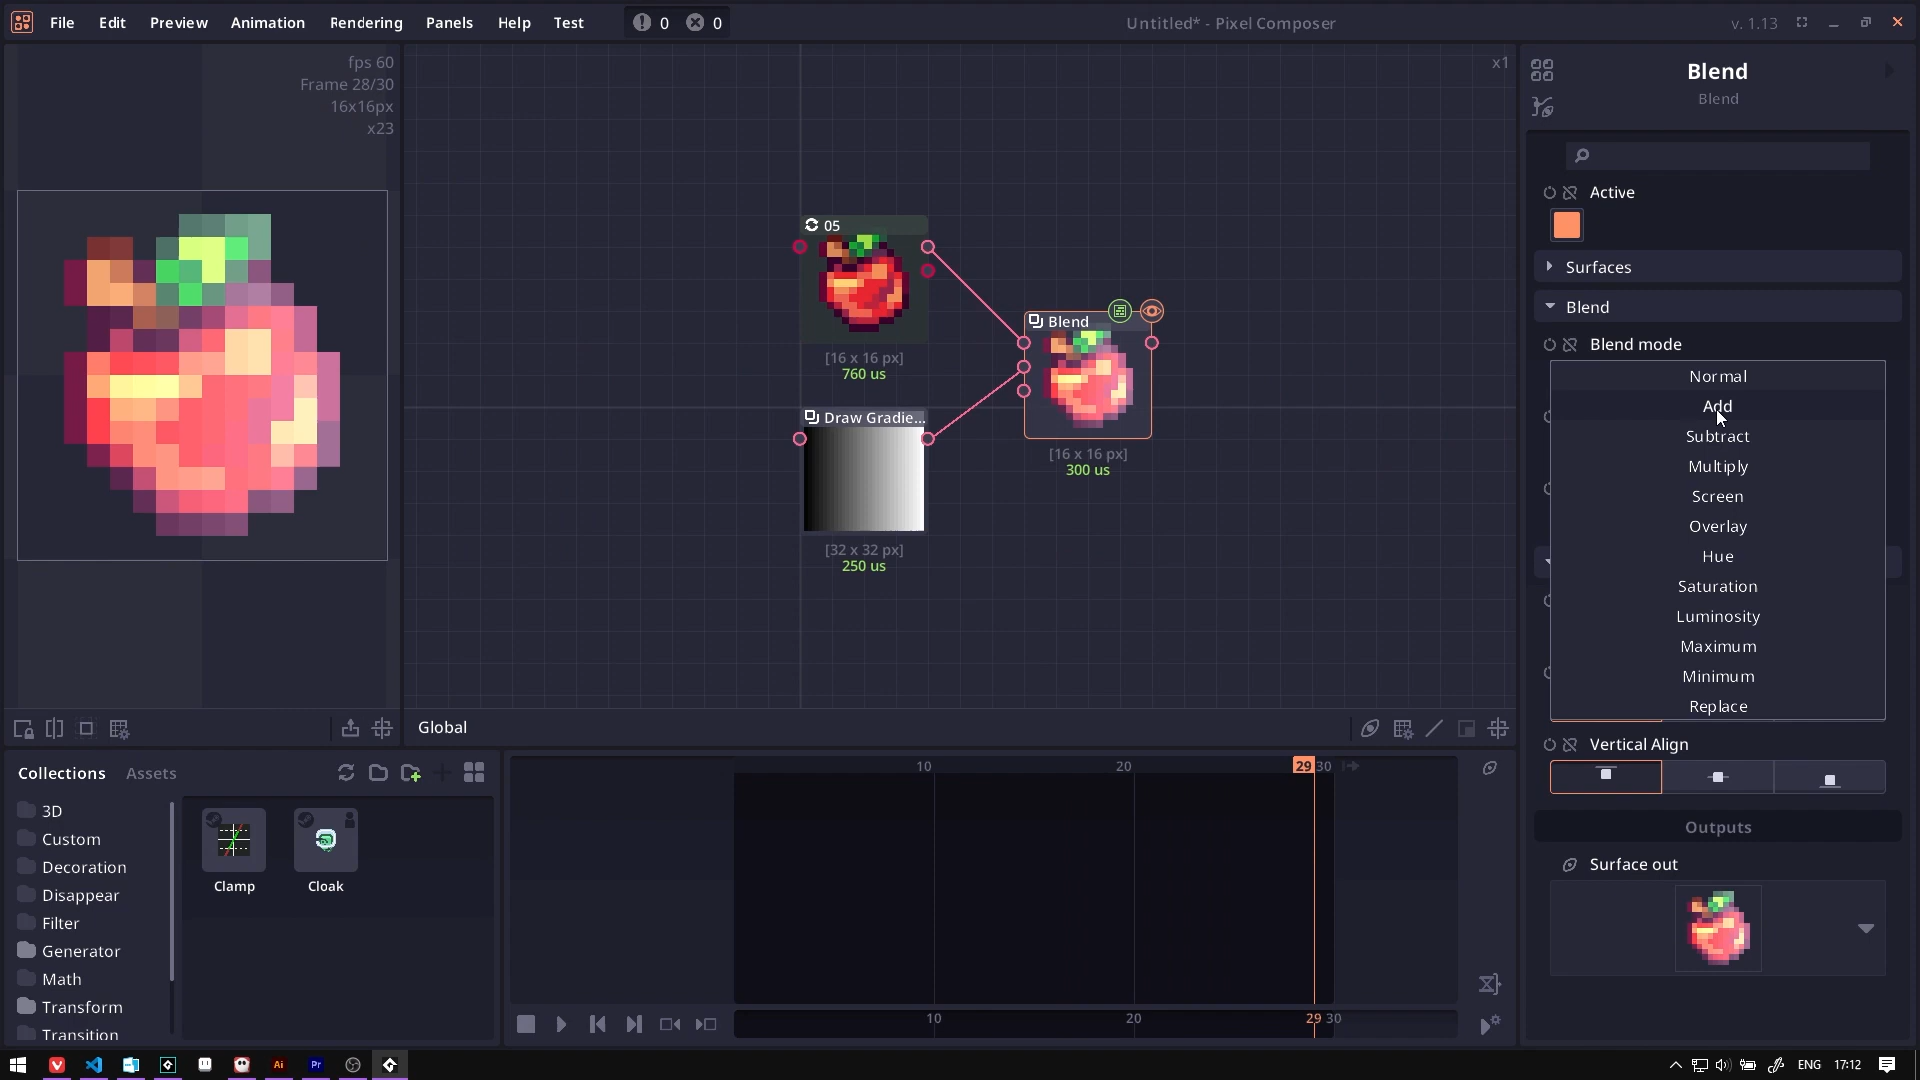 File Edit Preview Animation Rendering Panels Help Test 0 0 Untitled* - Pixel Composer v. 1.13
fps 60
Frame 28/30
16x16px
x23
x1
05
[16 x 16 px]
760 us
Draw Gradie...
[32 x 32 px]
250 us
Blend
[16 x 16 px]
300 us
Global
Blend
Blend
Active
Surfaces
Blend
Blend mode
Normal
Add
Subtract
Multiply
Screen
Overlay
Hue
Saturation
Luminosity
Maximum
Minimum
Replace
Vertical Align
Outputs
Surface out
Collections Assets
3D
Custom
Decoration
Disappear
Filter
Generator
Math
Transform
Transition
Clamp Cloak
10 20 29 30
10 20 29 30
Ai Pr ENG 17:12